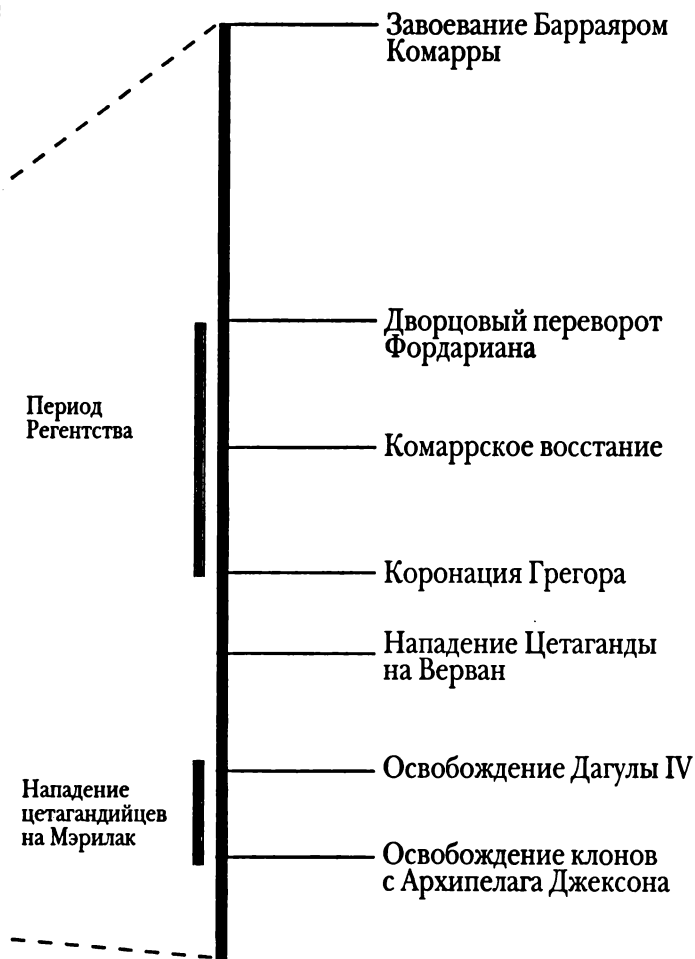 Завоевание Барраяром
Комарры
Дворцовый переворот
Фордариана
Период
Регентства
Комаррское восстание
Коронация Грегора
Нападение Цетаганды
на Верван
Освобождение Дагулы IV
Нападение
цетагандийцев
на Мэрилак
Освобождение клонов
с Архипелага Джексона